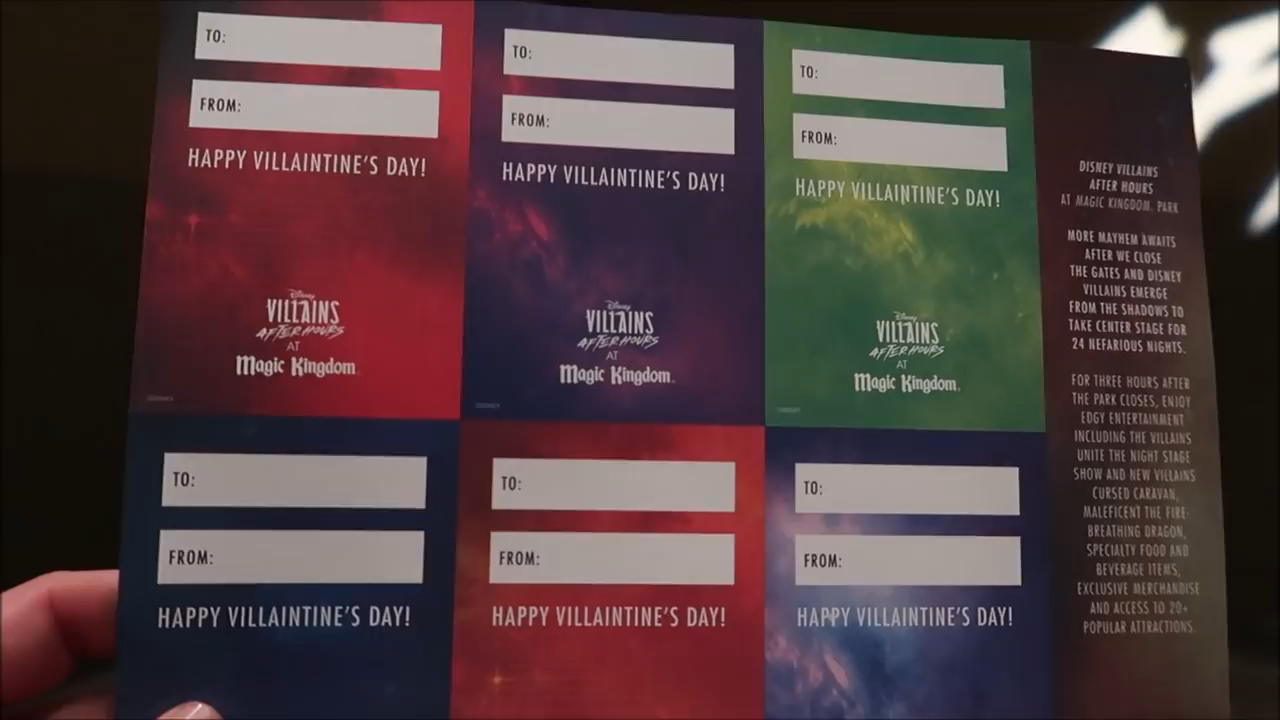 TO:
FROM:
HAPPY VILLAINTINE'S DAY!
Disney
VILLAINS
AFTER HOURS
AT
Magic Kingdom
TO:
FROM:
HAPPY VILLAINTINE'S DAY!
Disney
VILLAINS
AFTER HOURS
AT
Magic Kingdom
TO:
FROM:
HAPPY VILLAINTINE'S DAY!
Disney
VILLAINS
AFTER HOURS
AT
Magic Kingdom
TO:
FROM:
HAPPY VILLAINTINE'S DAY!
TO:
FROM:
HAPPY VILLAINTINE'S DAY!
TO:
FROM:
HAPPY VILLAINTINE'S DAY!
DISNEY VILLAINS
AFTER HOURS
AT MAGIC KINGDOM. PARK
MORE MAYHEM AWAITS
AFTER WE CLOSE
THE GATES AND DISNEY
VILLAINS EMERGE
FROM THE SHADOWS TO
TAKE CENTER STAGE FOR
24 NEFARIOUS NIGHTS.
FOR THREE HOURS AFTER
THE PARK CLOSES, ENJOY
EDGY ENTERTAINMENT
INCLUDING THE VILLAINS
UNITE THE NIGHT STAGE
SHOW AND NEW VILLAINS
CURSED CARAVAN,
MALEFICENT THE FIRE-
BREATHING DRAGON,
SPECIALTY FOOD AND
BEVERAGE ITEMS,
EXCLUSIVE MERCHANDISE
AND ACCESS TO 20+
POPULAR ATTRACTIONS.